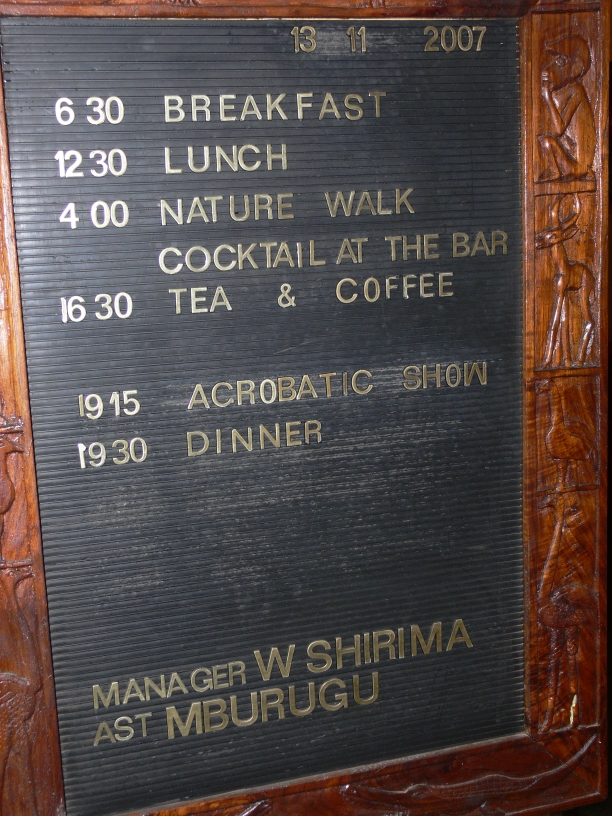 13 11 2007
6 30 BREAKFAST
12 30 LUNCH
4 00 NATURE WALK
COCKTAIL AT THE BAR
16 30 TEA & COFFEE
19 15 ACROBATIC SHOW
19 30 DINNER
MANAGER W SHIRIMA
AST MBURUGU